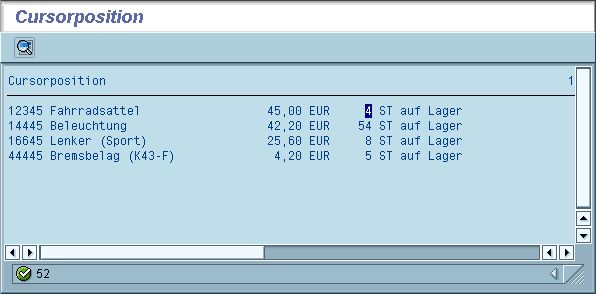 Cursorposition
Cursorposition 1
12345 Fahrradsattel 45,00 EUR 4 ST auf Lager
14445 Beleuchtung 42,20 EUR 54 ST auf Lager
16645 Lenker (Sport) 25,60 EUR 8 ST auf Lager
44445 Bremsbelag (K43-F) 4,20 EUR 5 ST auf Lager
52